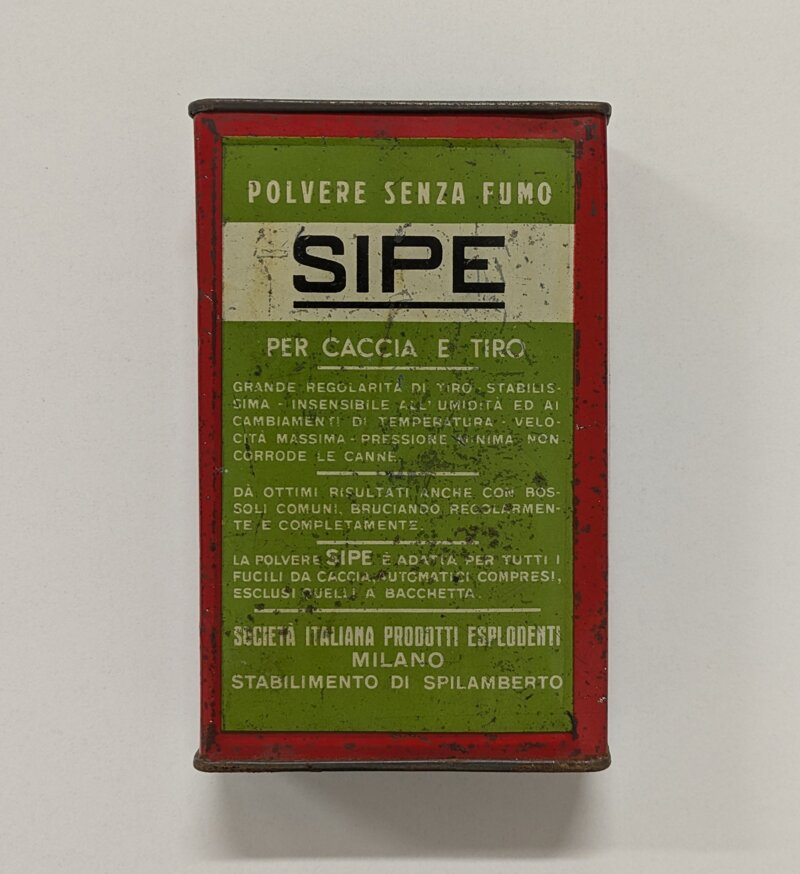 POLVERE SENZA FUMO
SIPE
PER CACCIA E TIRO
GRANDE REGOLARITÀ DI TIRO - STABILIS-
SIMA - INSENSIBILE ALL'UMIDITÀ ED AI
CAMBIAMENTI DI TEMPERATURA - VELO-
CITÀ MASSIMA - PRESSIONE MINIMA - NON
CORRODE LE CANNE.
DÀ OTTIMI RISULTATI ANCHE CON BOS-
SOLI COMUNI, BRUCIANDO REGOLARMEN-
TE E COMPLETAMENTE.
LA POLVERE SIPE È ADATTA PER TUTTI I
FUCILI DA CACCIA, AUTOMATICI COMPRESI,
ESCLUSI QUELLI A BACCHETTA.
SOCIETÀ ITALIANA PRODOTTI ESPLODENTI
MILANO
STABILIMENTO DI SPILAMBERTO